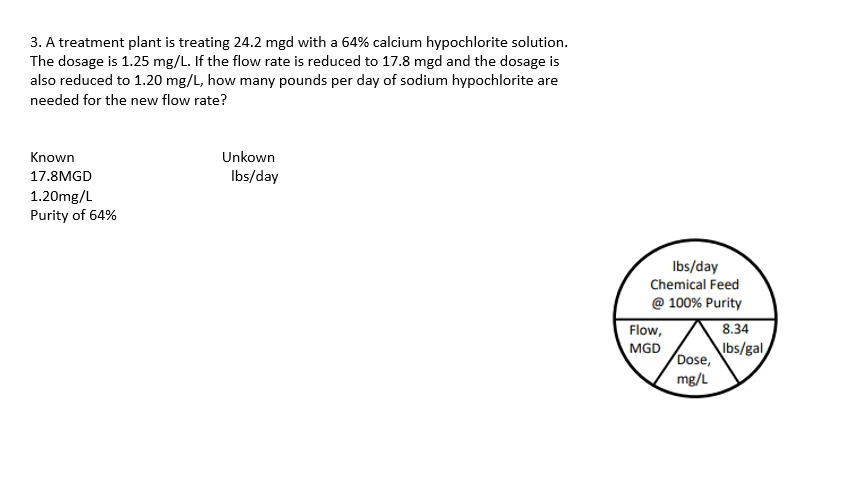 3. A treatment plant is treating 24.2 mgd with a 64% calcium hypochlorite solution.
The dosage is 1.25 mg/L. If the flow rate is reduced to 17.8 mgd and the dosage is
also reduced to 1.20 mg/L, how many pounds per day of sodium hypochlorite are
needed for the new flow rate?
Known
17.8MGD
1.20mg/L
Purity of 64%
Unkown
lbs/day
lbs/day
Chemical Feed
@ 100% Purity
Flow,
MGD
Dose,
mg/L
8.34
lbs/gal